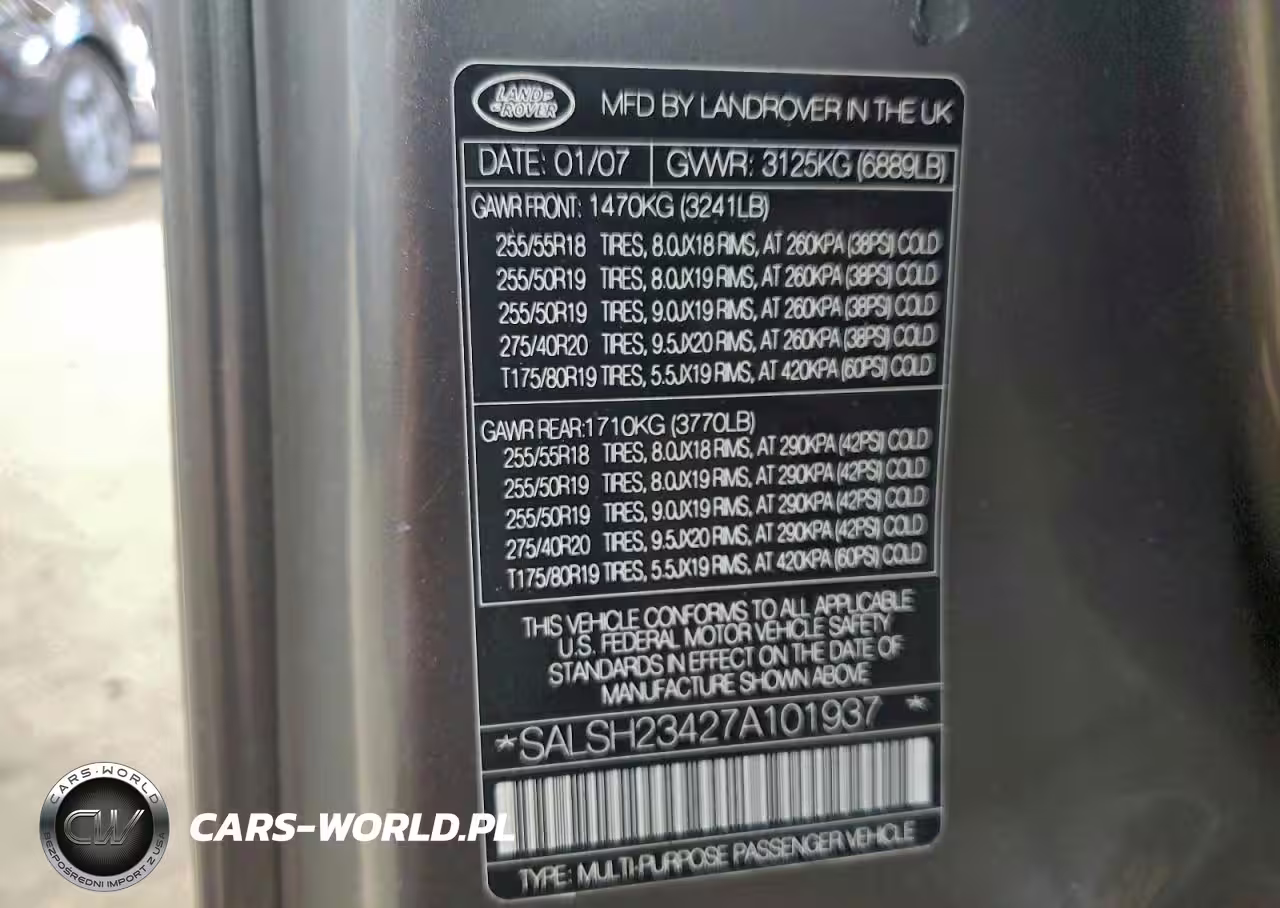 LAND ROVER
MFD BY LANDROVER IN THE UK
DATE: 01/07 GVWR: 3125KG (6889LB)
GAWR FRONT: 1470KG (3241LB)
255/55R18 TIRES, 8.0JX18 RIMS, AT 260KPA (38PSI) COLD
255/50R19 TIRES, 8.0JX19 RIMS, AT 260KPA (38PSI) COLD
255/50R19 TIRES, 9.0JX19 RIMS, AT 260KPA (38PSI) COLD
275/40R20 TIRES, 9.5JX20 RIMS, AT 260KPA (38PSI) COLD
T175/80R19 TIRES, 5.5JX19 RIMS, AT 420KPA (60PSI) COLD
GAWR REAR:1710KG (3770LB)
255/55R18 TIRES, 8.0JX18 RIMS, AT 290KPA (42PSI) COLD
255/50R19 TIRES, 8.0JX19 RIMS, AT 290KPA (42PSI) COLD
255/50R19 TIRES, 9.0JX19 RIMS, AT 290KPA (42PSI) COLD
275/40R20 TIRES, 9.5JX20 RIMS, AT 290KPA (42PSI) COLD
T175/80R19 TIRES, 5.5JX19 RIMS, AT 420KPA (60PSI) COLD
THIS VEHICLE CONFORMS TO ALL APPLICABLE
U.S. FEDERAL MOTOR VEHICLE SAFETY
STANDARDS IN EFFECT ON THE DATE OF
MANUFACTURE SHOWN ABOVE
*SALSH23427A101937 *
TYPE: MULTI-PURPOSE PASSENGER VEHICLE
CARS-WORLD
CW
BEZPOŚREDNI IMPORT Z USA
CARS-WORLD.PL